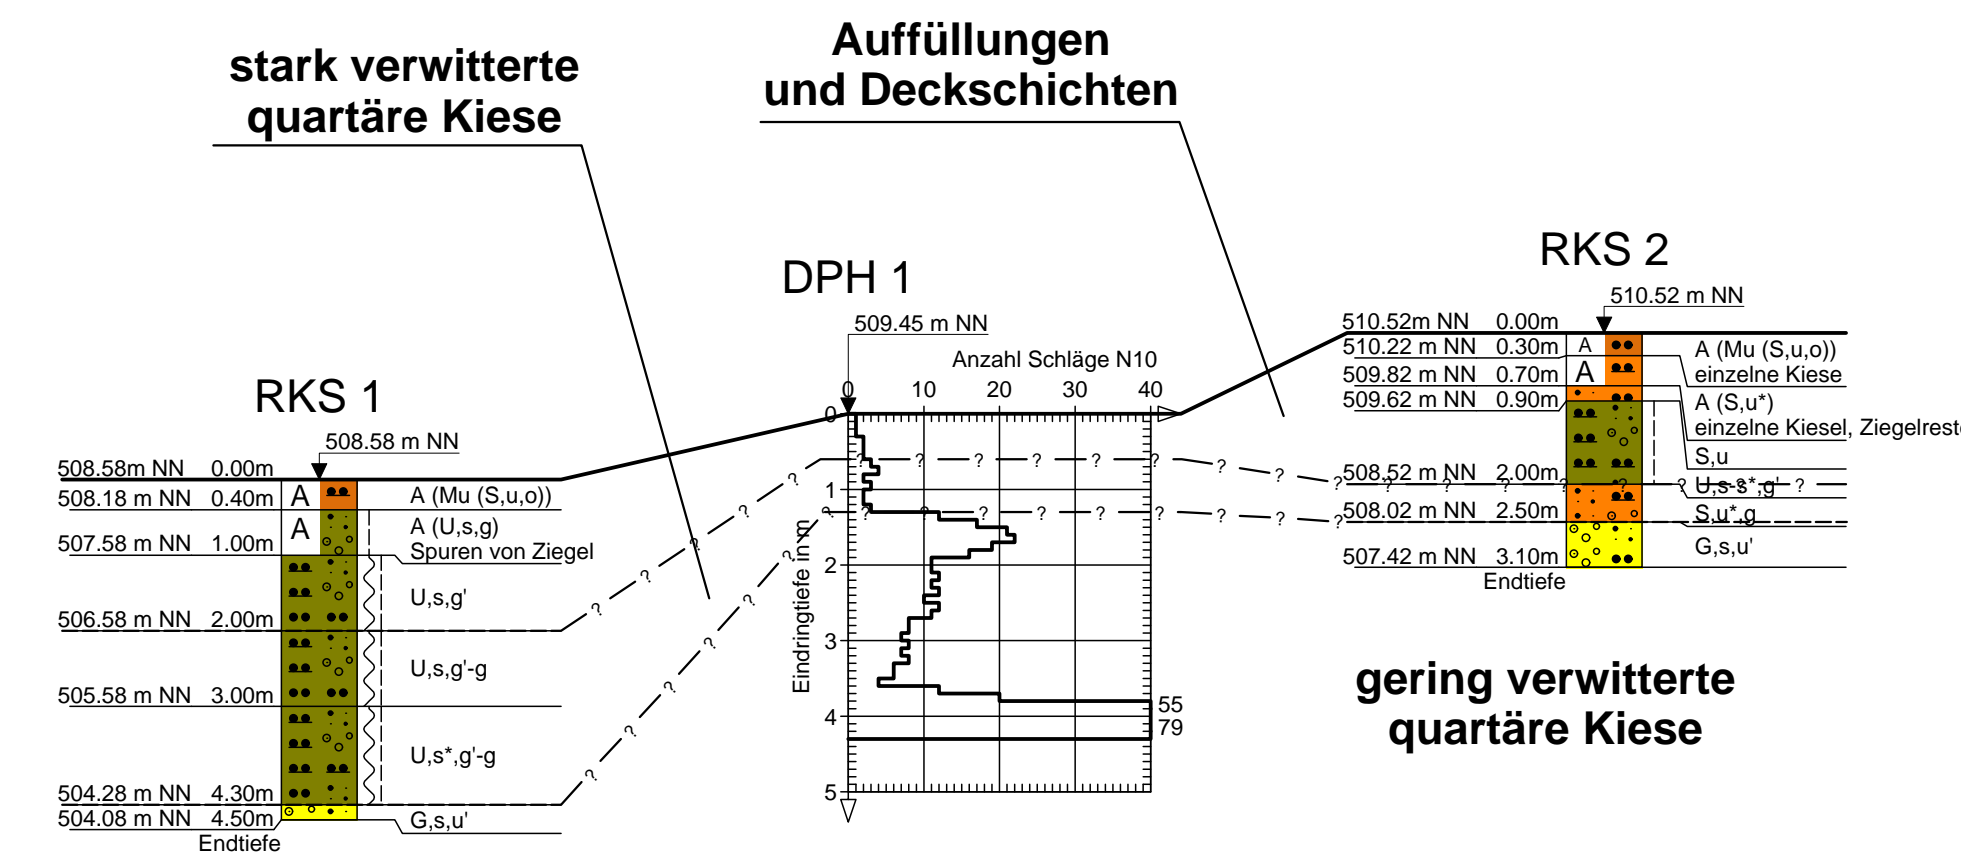 stark verwitterte
quartäre Kiese
Auffüllungen
und Deckschichten
RKS 1
508.58 m NN
508.58m NN 0.00m
508.18 m NN 0.40m
507.58 m NN 1.00m
506.58 m NN 2.00m
505.58 m NN 3.00m
504.28 m NN 4.30m
504.08 m NN 4.50m
Endtiefe
A
A
A (Mu (S,u,o))
A (U,s,g)
Spuren von Ziegel
U,s,g'
U,s,g'-g
U,s*,g'-g
G,s,u'
DPH 1
509.45 m NN
Anzahl Schläge N10
0 10 20 30 40
Eindringtiefe in m
0
1
2
3
4
5
55
79
? ? ? ? ? ? ? ? ? ? ? ? ? ? ? ? ? ?
? ? ? ? ? ? ? ? ? ? ? ? ? ? ? ?
RKS 2
510.52 m NN
510.52m NN 0.00m
510.22 m NN 0.30m
509.82 m NN 0.70m
509.62 m NN 0.90m
508.52 m NN 2.00m
508.02 m NN 2.50m
507.42 m NN 3.10m
Endtiefe
A
A
A (Mu (S,u,o))
einzelne Kiese
A (S,u*)
einzelne Kiesel, Ziegelreste
S,u
U,s-s*,g'
S,u*,g
G,s,u'
gering verwitterte
quartäre Kiese